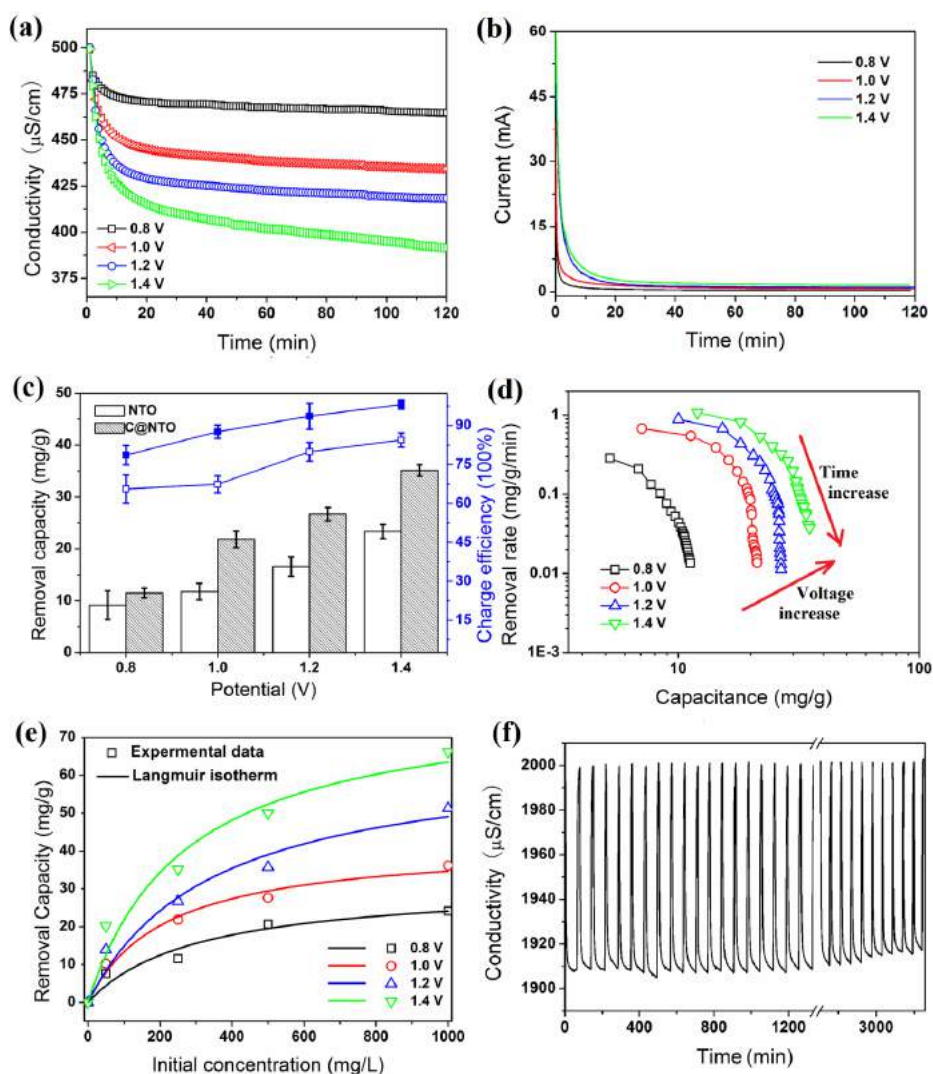 (a)
500
475
450
425
400
375
Conductivity (μS/cm)
0.8 V
1.0 V
1.2 V
1.4 V
0 20 40 60 80 100 120
Time (min)
(b)
60
45
30
15
0
Current (mA)
0.8 V
1.0 V
1.2 V
1.4 V
0 20 40 60 80 100 120
Time (min)
(c)
50
40
30
20
10
0
Removal capacity (mg/g)
NTO
C@NTO
90
75
60
45
30
15
Charge efficiency (100%)
0.8 1.0 1.2 1.4
Potential (V)
(d)
1
0.1
0.01
1E-3
Removal rate (mg/g/min)
Time
increase
Voltage
increase
0.8 V
1.0 V
1.2 V
1.4 V
10 100
Capacitance (mg/g)
(e)
70
60
50
40
30
20
10
0
Removal Capacity (mg/g)
Expermental data
Langmuir isotherm
0.8 V
1.0 V
1.2 V
1.4 V
0 200 400 600 800 1000
Initial concentration (mg/L)
(f)
2000
1980
1960
1940
1920
1900
Conductivity (μS/cm)
0 200 400 600 800 1000 1200 3000
Time (min)